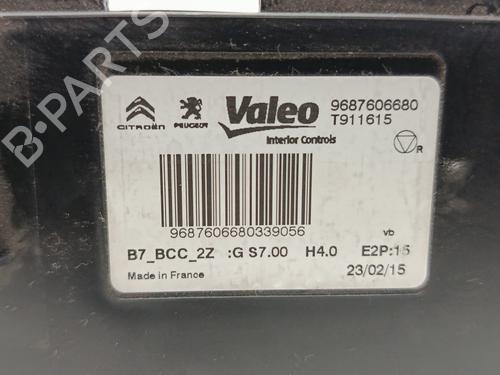 CITROËN PEUGEOT Valeo 9687606680
T911615
Interior Controls
R
9687606680339056
vb
B7_BCC_2Z :G S7.00 H4.0 E2P:15
Made in France 23/02/15
B-PARTS